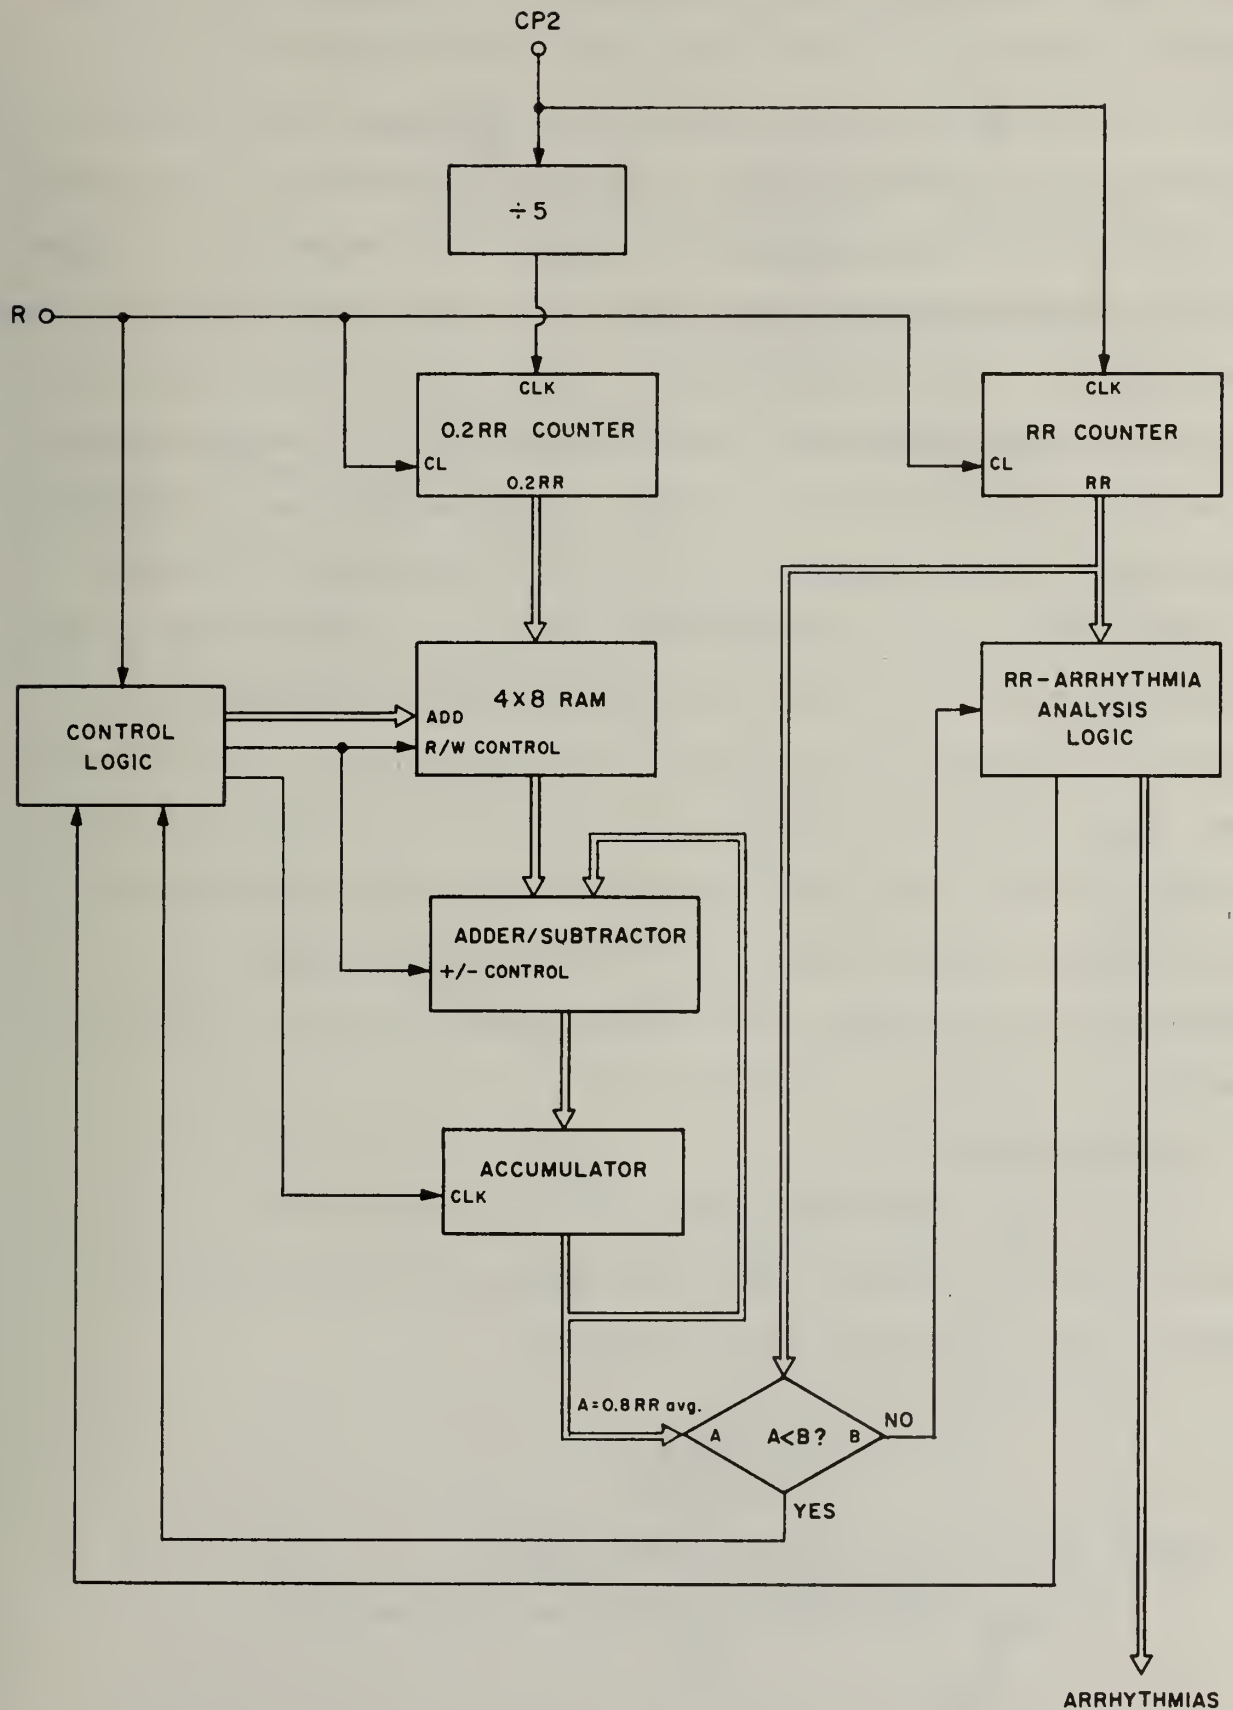 CP2
÷5
R
CLK
0.2RR COUNTER
CL
0.2RR
CLK
RR COUNTER
CL
RR
CONTROL
LOGIC
4X8 RAM
ADD
R/W CONTROL
RR-ARRHYTHMIA
ANALYSIS
LOGIC
ADDER/SUBTRACTOR
+/- CONTROL
ACCUMULATOR
CLK
A=0.8RR avg.
A
A<B?
B
NO
YES
ARRHYTHMIAS